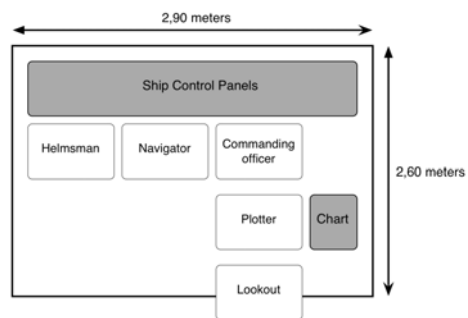 2,90 meters
Ship Control Panels
Helmsman
Navigator
Commanding
officer
2,60 meters
Plotter
Chart
Lookout